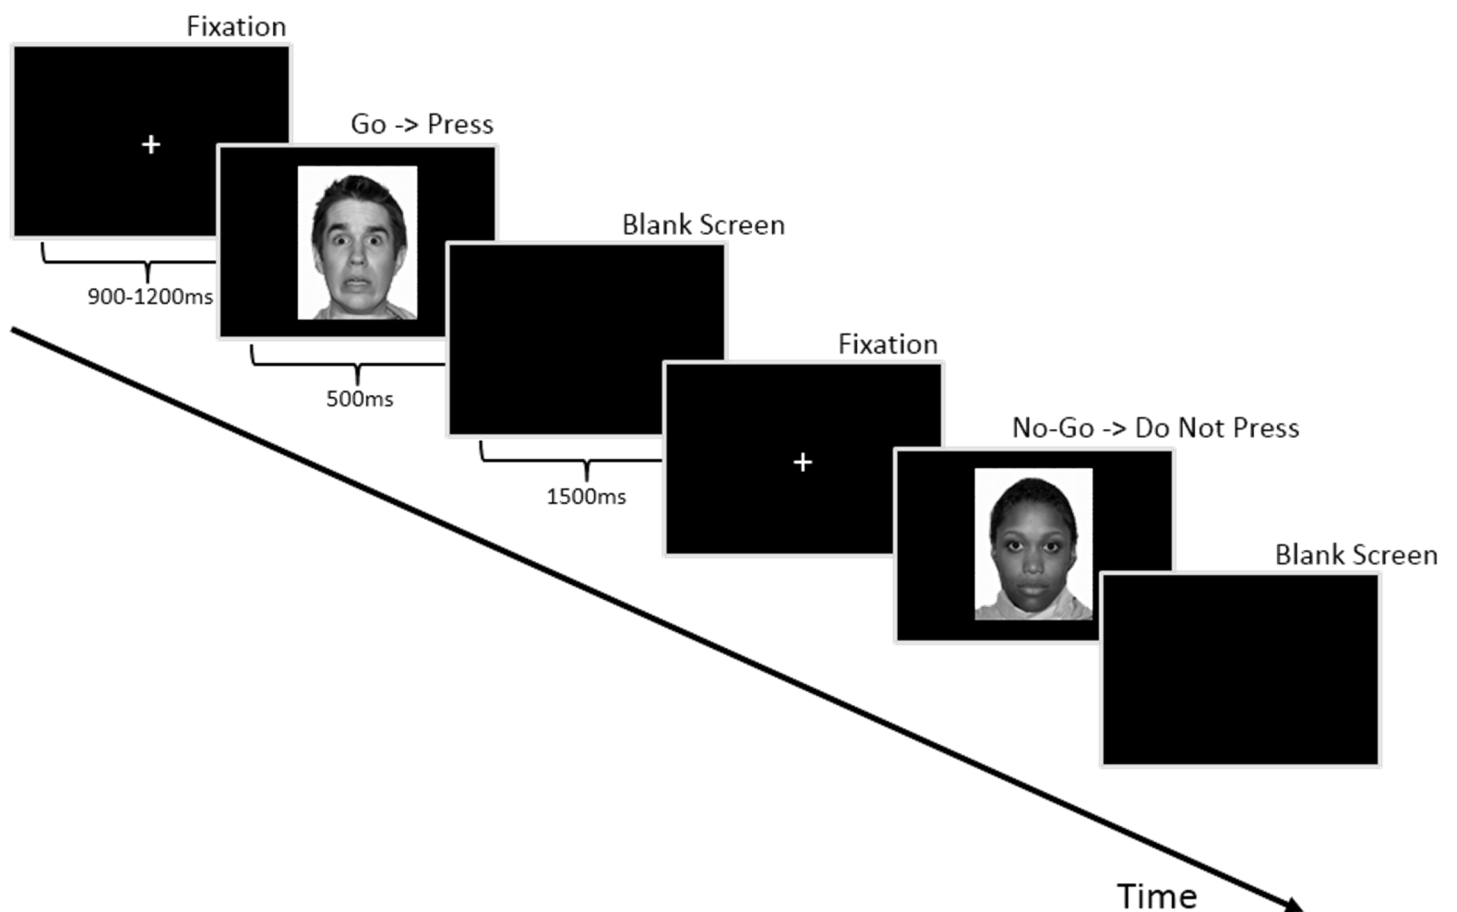 Fixation
+
Go -> Press
900-1200ms
Blank Screen
500ms
Fixation
+
1500ms
No-Go -> Do Not Press
Blank Screen
Time